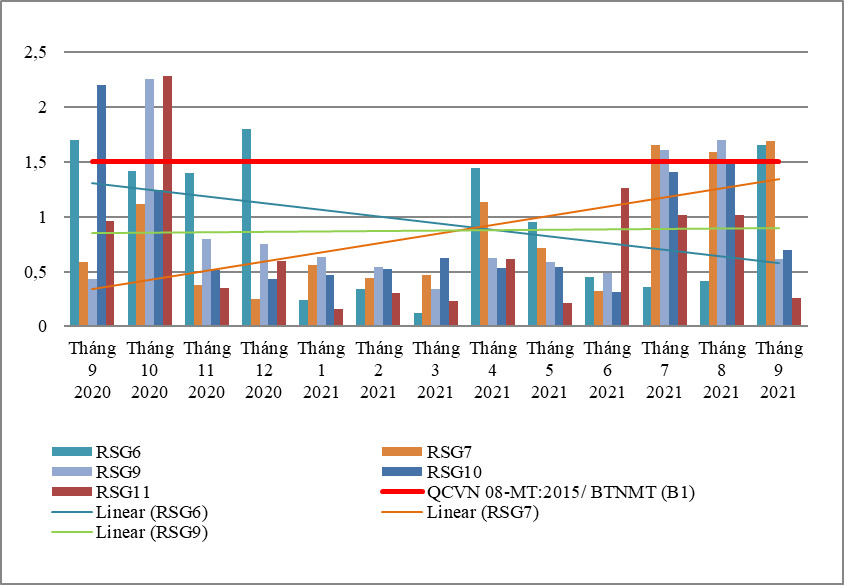 2,5
2
1,5
1
0,5
0
Tháng 9 2020
Tháng 10 2020
Tháng 11 2020
Tháng 12 2020
Tháng 1 2021
Tháng 2 2021
Tháng 3 2021
Tháng 4 2021
Tháng 5 2021
Tháng 6 2021
Tháng 7 2021
Tháng 8 2021
Tháng 9 2021
RSG6
RSG7
RSG9
RSG10
RSG11
QCVN 08-MT:2015/ BTNMT (B1)
Linear (RSG6)
Linear (RSG7)
Linear (RSG9)